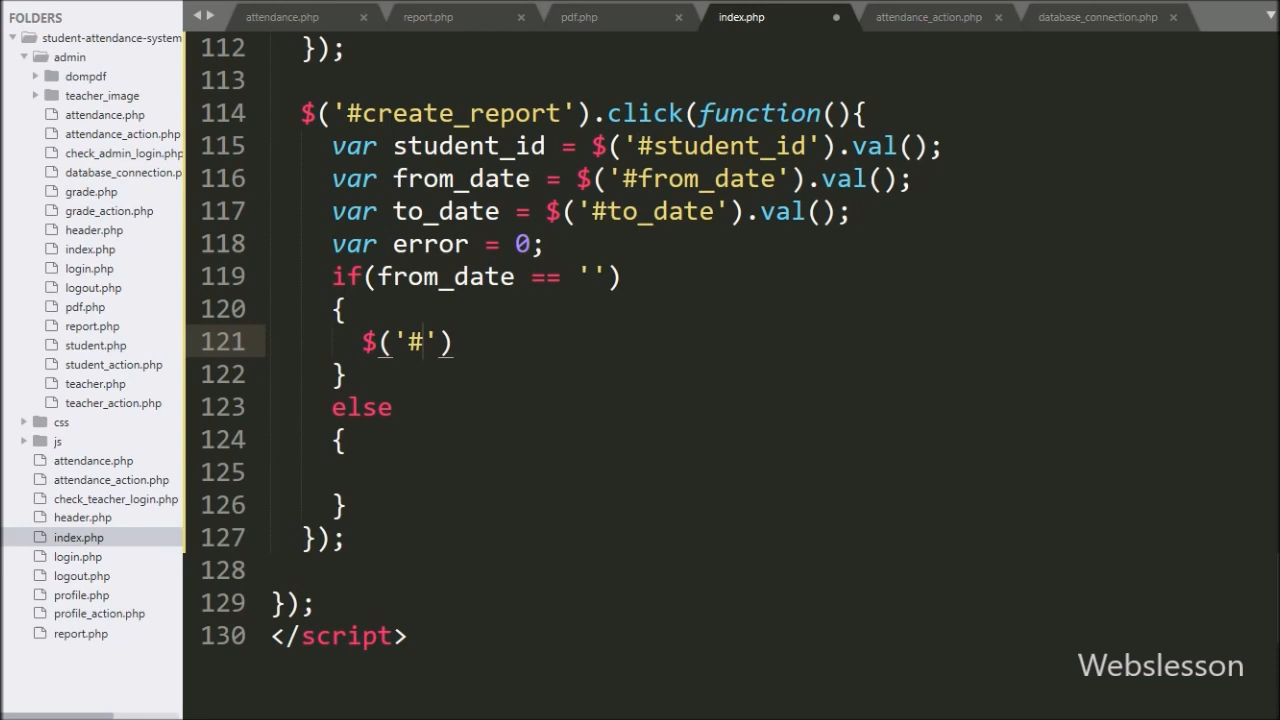 FOLDERS
student-attendance-system
admin
dompdf
teacher_image
attendance.php
attendance_action.php
check_admin_login.php
database_connection.p
grade.php
grade_action.php
header.php
index.php
login.php
logout.php
pdf.php
report.php
student.php
student_action.php
teacher.php
teacher_action.php
css
js
attendance.php
attendance_action.php
check_teacher_login.php
header.php
index.php
login.php
logout.php
profile.php
profile_action.php
report.php
attendance.php × report.php × pdf.php × index.php attendance_action.php × database_connection.php ×
112 });
113
114 $('#create_report').click(function(){
115 var student_id = $('#student_id').val();
116 var from_date = $('#from_date').val();
117 var to_date = $('#to_date').val();
118 var error = 0;
119 if(from_date == '')
120 {
121 $('#')
122 }
123 else
124 {
125
126 }
127 });
128
129 });
130 </script>
Webslesson